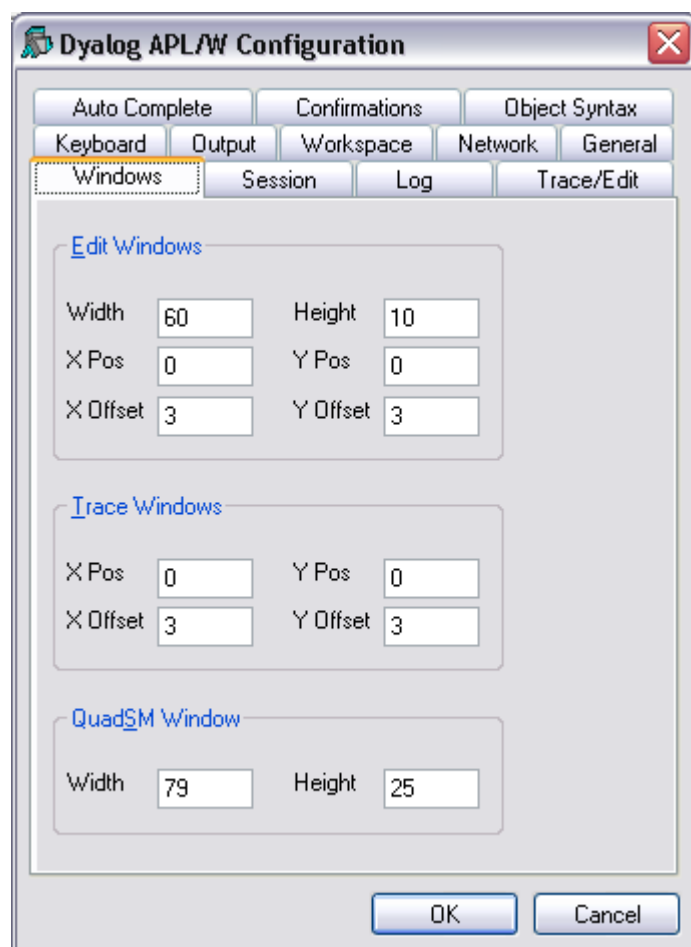 Dyalog APL/W Configuration
Auto Complete Confirmations Object Syntax
Keyboard Output Workspace Network General
Windows Session Log Trace/Edit
Edit Windows
Width 60 Height 10
X Pos 0 Y Pos 0
X Offset 3 Y Offset 3
Trace Windows
X Pos 0 Y Pos 0
X Offset 3 Y Offset 3
QuadSM Window
Width 79 Height 25
OK Cancel